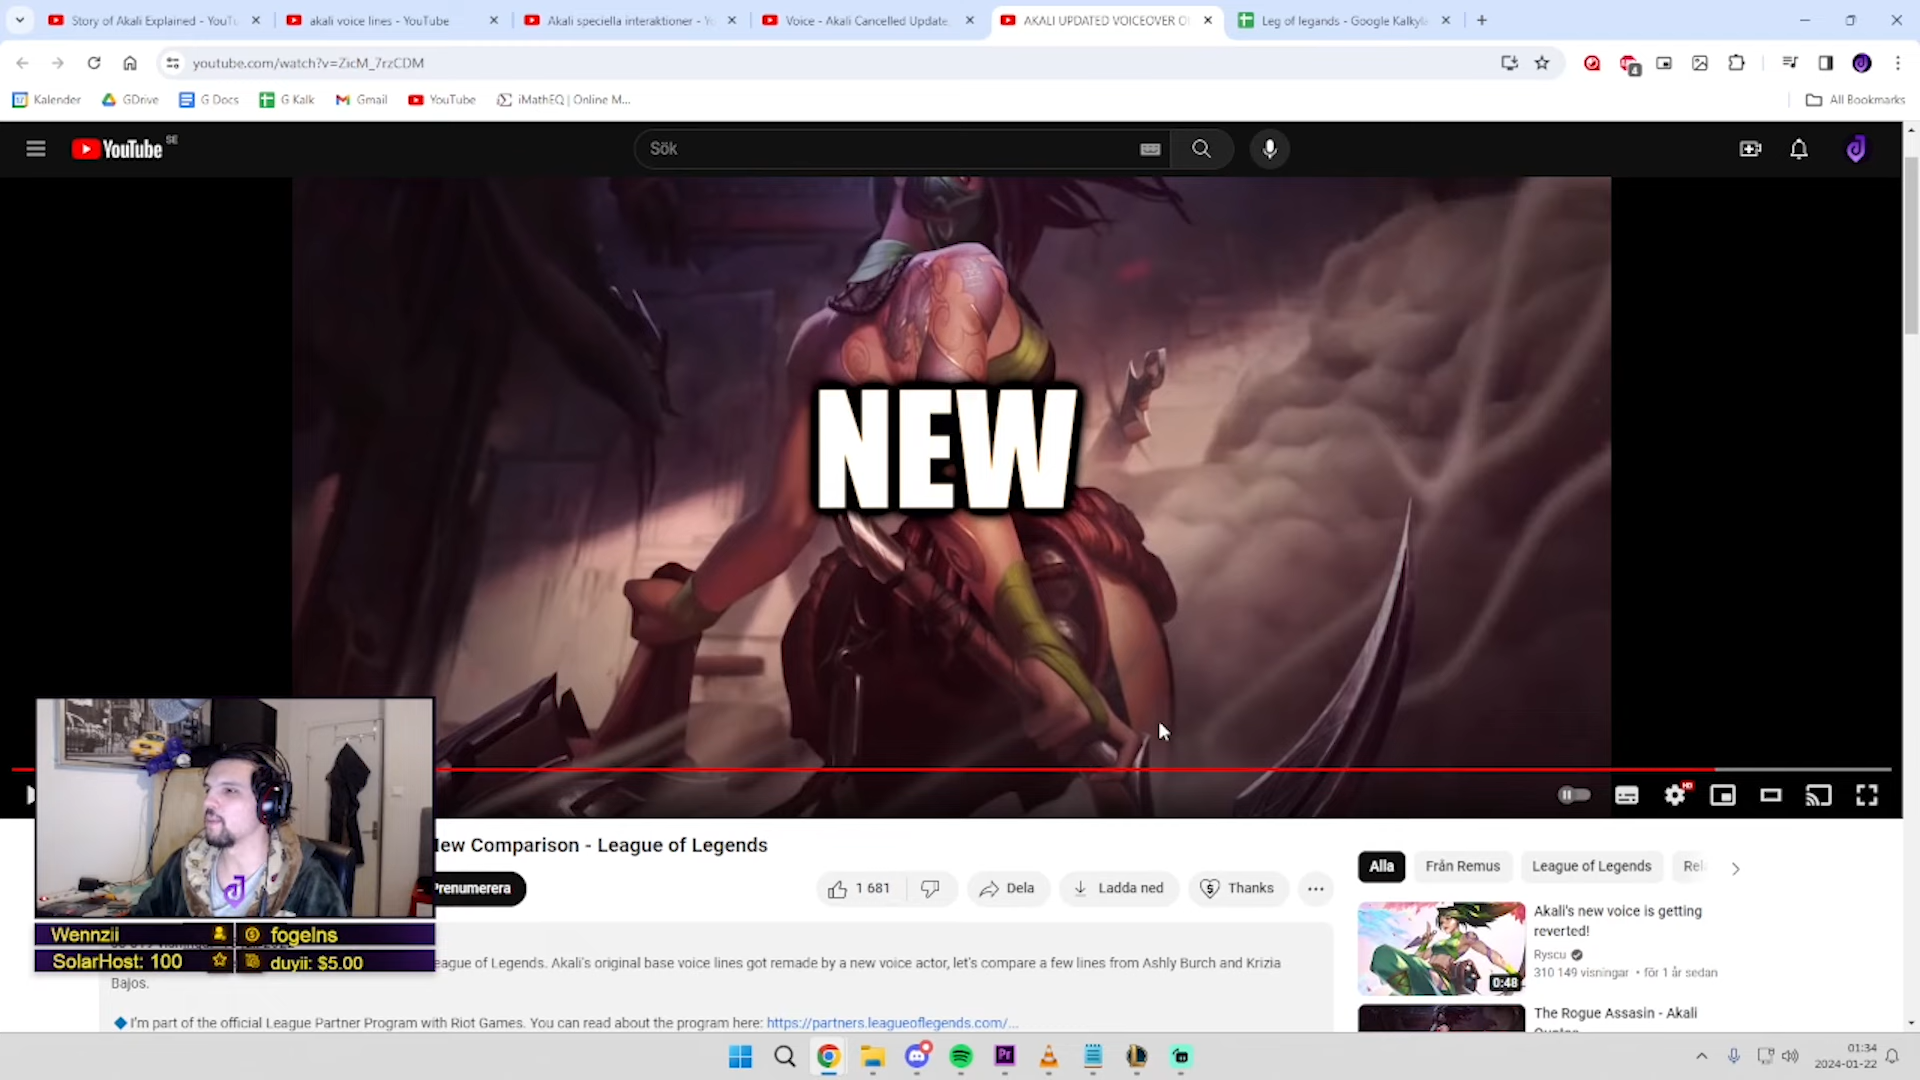 Story of Akali Explained - YouTu
akali voice lines - YouTube
Akali speciella interaktioner - Yo
Voice - Akali Cancelled Update
AKALI UPDATED VOICEOVER O
Leg of legands - Google Kalkyl
youtube.com/watch?v=ZicM_7rzCDM
4
Kalender
GDrive
G Docs
G Kalk
Gmail
YouTube
iMathEQ | Online M...
All Bookmarks
YouTube SE
Sök
NEW
HD
New Comparison - League of Legends
Prenumerera
1 681
Dela
Ladda ned
Thanks
Alla
Från Remus
League of Legends
Rel
Akali's new voice is getting
reverted!
Ryscu
310 149 visningar • för 1 år sedan
0:48
The Rogue Assasin - Akali
Wennzii
fogelns
SolarHost: 100
duyii: $5.00
eague of Legends. Akali's original base voice lines got remade by a new voice actor, let's compare a few lines from Ashly Burch and Krizia
Bajos.
I'm part of the official League Partner Program with Riot Games. You can read about the program here: https://partners.leagueoflegends.com/...
Pr
01:34
2024-01-22